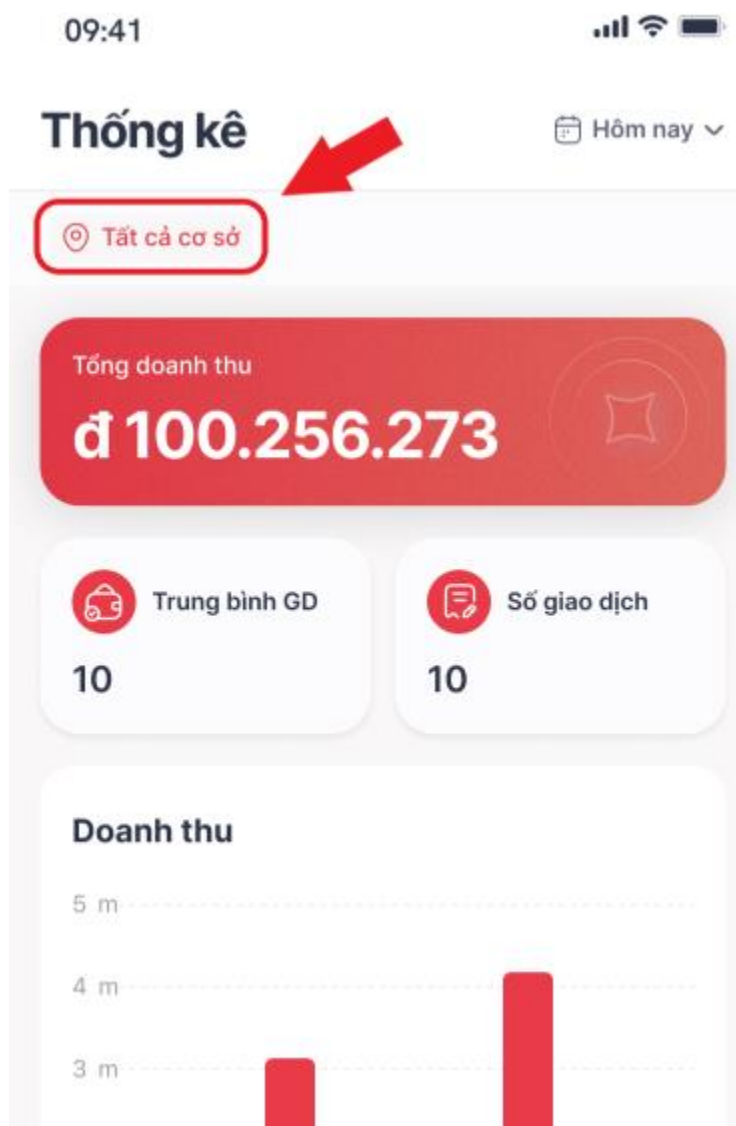 09:41
Thống kê
Hôm nay
Tất cả cơ sở
Tổng doanh thu
đ 100.256.273
Trung bình GD
Số giao dịch
10
10
Doanh thu
5 m
4 m
3 m